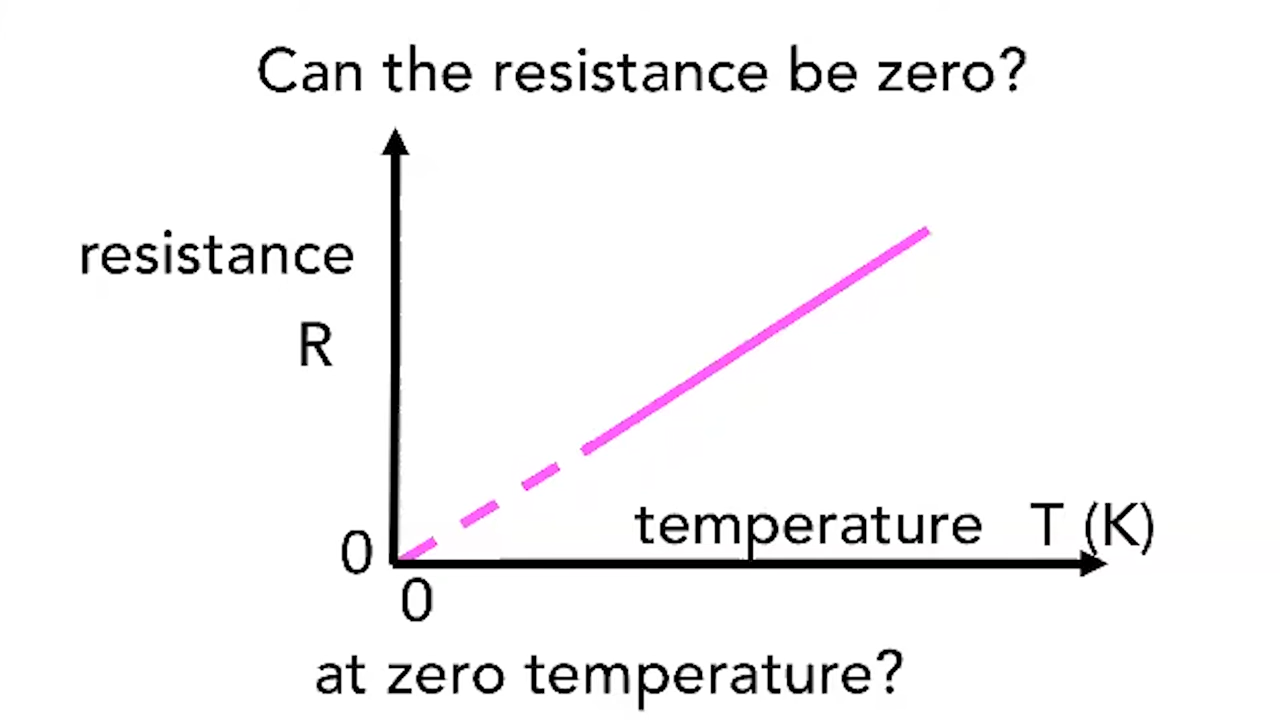 Can the resistance be zero?
resistance
R
0
temperature T (K)
0
at zero temperature?